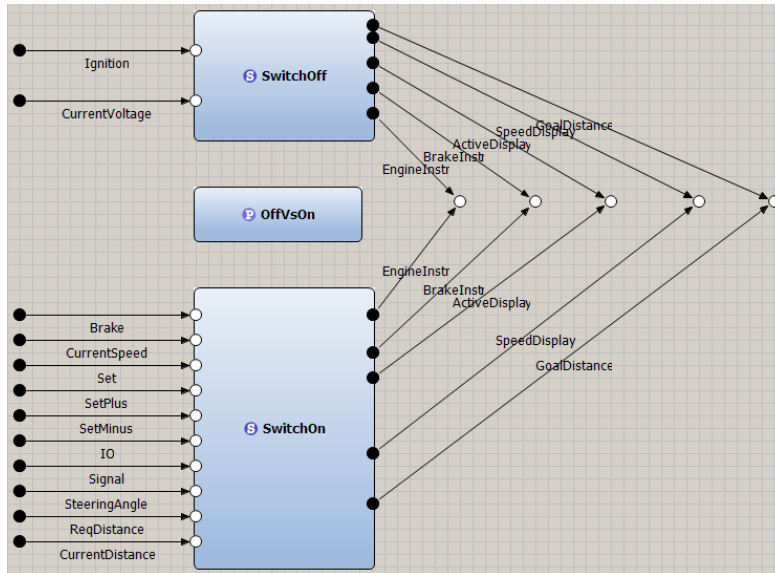 Ignition
S SwitchOff
CurrentVoltage
GoalDistance
SpeedDisplay
ActiveDisplay
BrakeInstr
EngineInstr
P OffVsOn
EngineInstr
BrakeInstr
ActiveDisplay
Brake
CurrentSpeed
SpeedDisplay
Set
GoalDistance
SetPlus
SetMinus
S SwitchOn
IO
Signal
SteeringAngle
ReqDistance
CurrentDistance